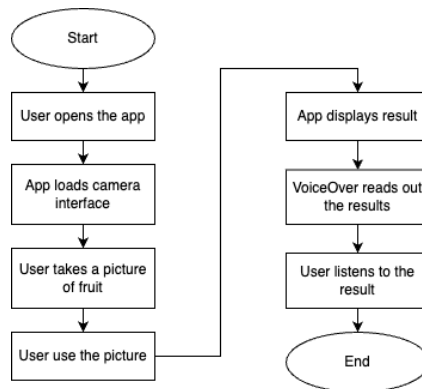 Start
User opens the app
App loads camera
interface
User takes a picture
of fruit
User use the picture
App displays result
VoiceOver reads out
the results
User listens to the
result
End